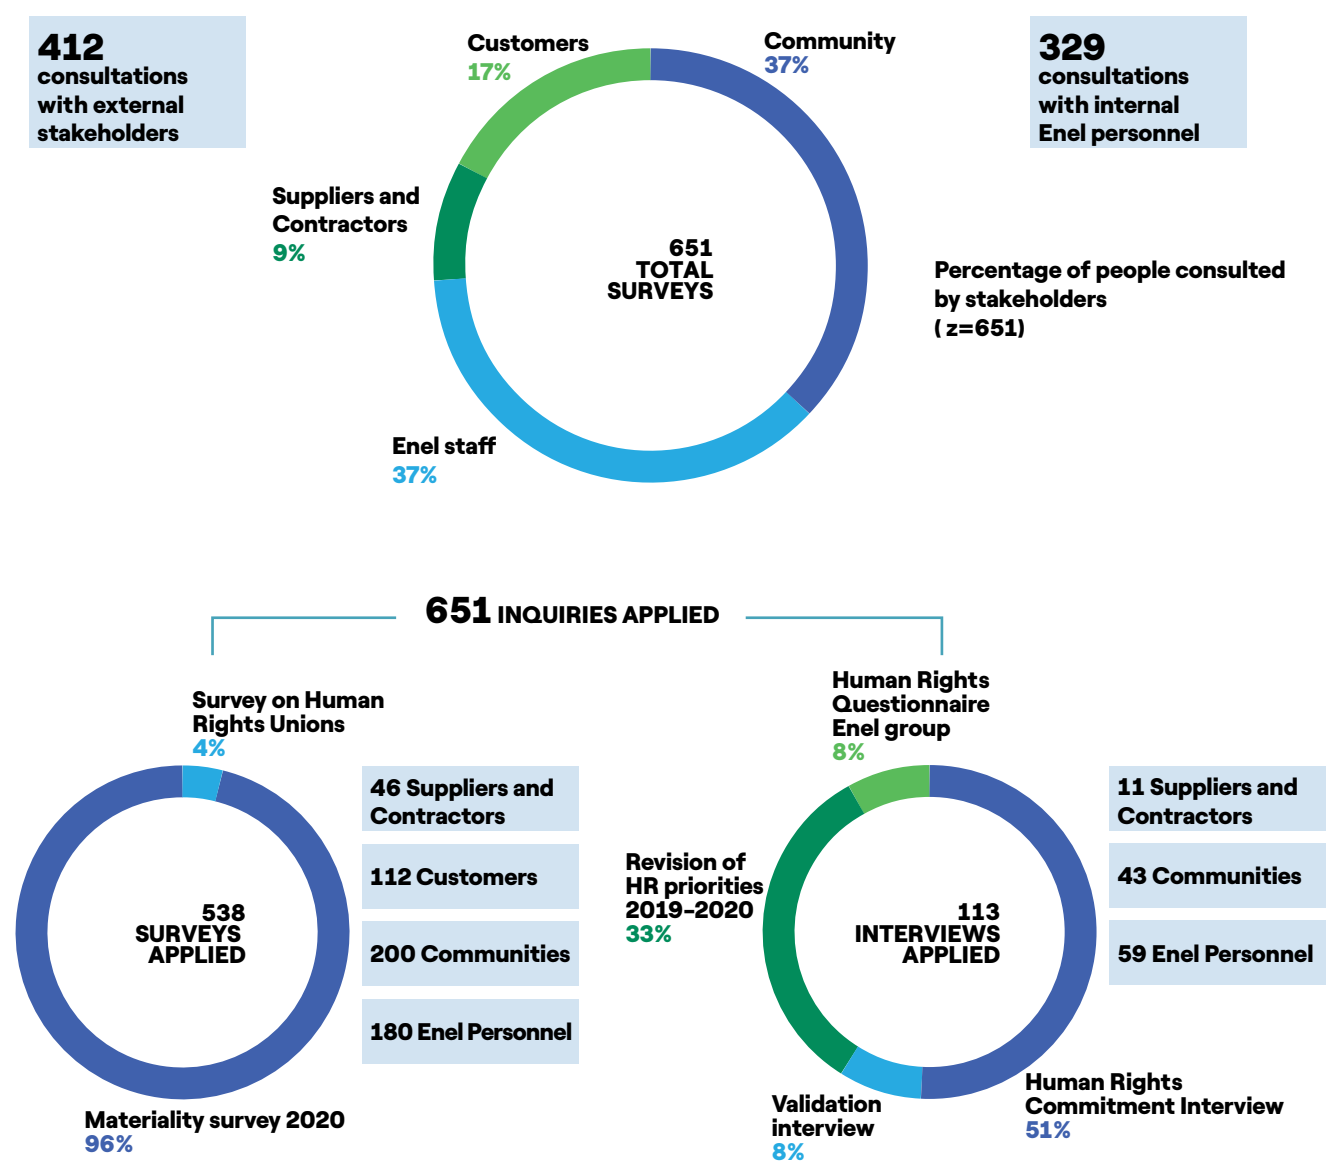 412
consultations
with external
stakeholders
Customers
17%
Community
37%
329
consultations
with internal
Enel personnel
Suppliers and
Contractors
9%
651
TOTAL
SURVEYS
Percentage of people consulted
by stakeholders
( z=651)
Enel staff
37%
651 INQUIRIES APPLIED
Survey on Human
Rights Unions
4%
538
SURVEYS
APPLIED
46 Suppliers and
Contractors
112 Customers
200 Communities
180 Enel Personnel
Materiality survey 2020
96%
Human Rights
Questionnaire
Enel group
8%
Revision of
HR priorities
2019–2020
33%
113
INTERVIEWS
APPLIED
11 Suppliers and
Contractors
43 Communities
59 Enel Personnel
Validation
interview
8%
Human Rights
Commitment Interview
51%